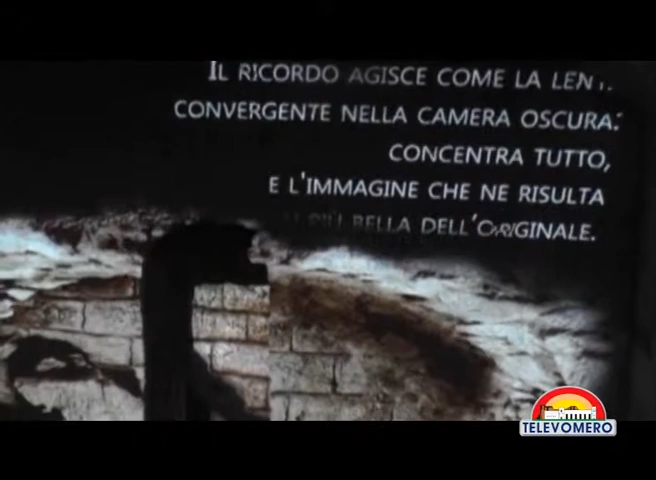 IL RICORDO AGISCE COME LA
CONVERGENTE NELLA CAMERA OSCURA:
CONCENTRA TUTTO,
E L'IMMAGINE CHE NE RISULTA
PIÙ BELLA DELL'ORIGINALE.
TELEVOMERO